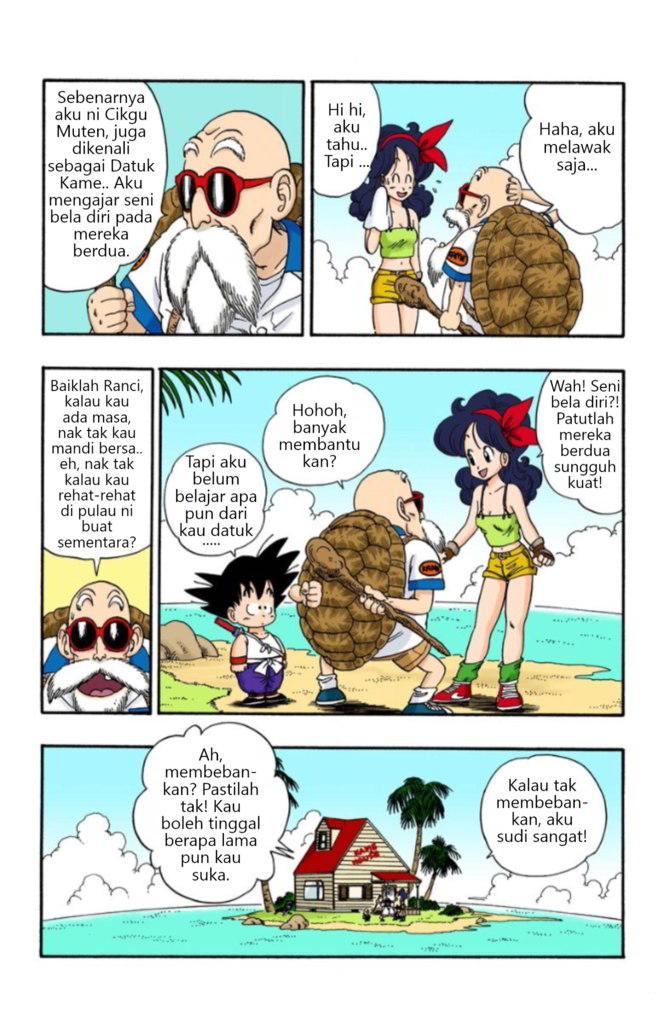 Haha, aku
melawak
saja...
Hi hi,
aku
tahu..
Tapi ...
Sebenarnya
aku ni Cikgu
Muten, juga
dikenali
sebagai Datuk
Kame.. Aku
mengajar seni
bela diri pada
mereka
berdua.
Wah! Seni
bela diri?!
Patutlah
mereka
berdua
sungguh
kuat!
Hohoh,
banyak
membantu
kan?
Tapi aku
belum
belajar apa
pun dari
kau datuk
.....
Baiklah Ranci,
kalau kau
ada masa,
nak tak kau
mandi bersa..
eh, nak tak
kalau kau
rehat-rehat
di pulau ni
buat
sementara?
Kalau tak
membeban-
kan, aku
sudi sangat!
Ah,
membeban-
kan? Pastilah
tak! Kau
boleh tinggal
berapa lama
pun kau
suka.
KAME
HOUSE